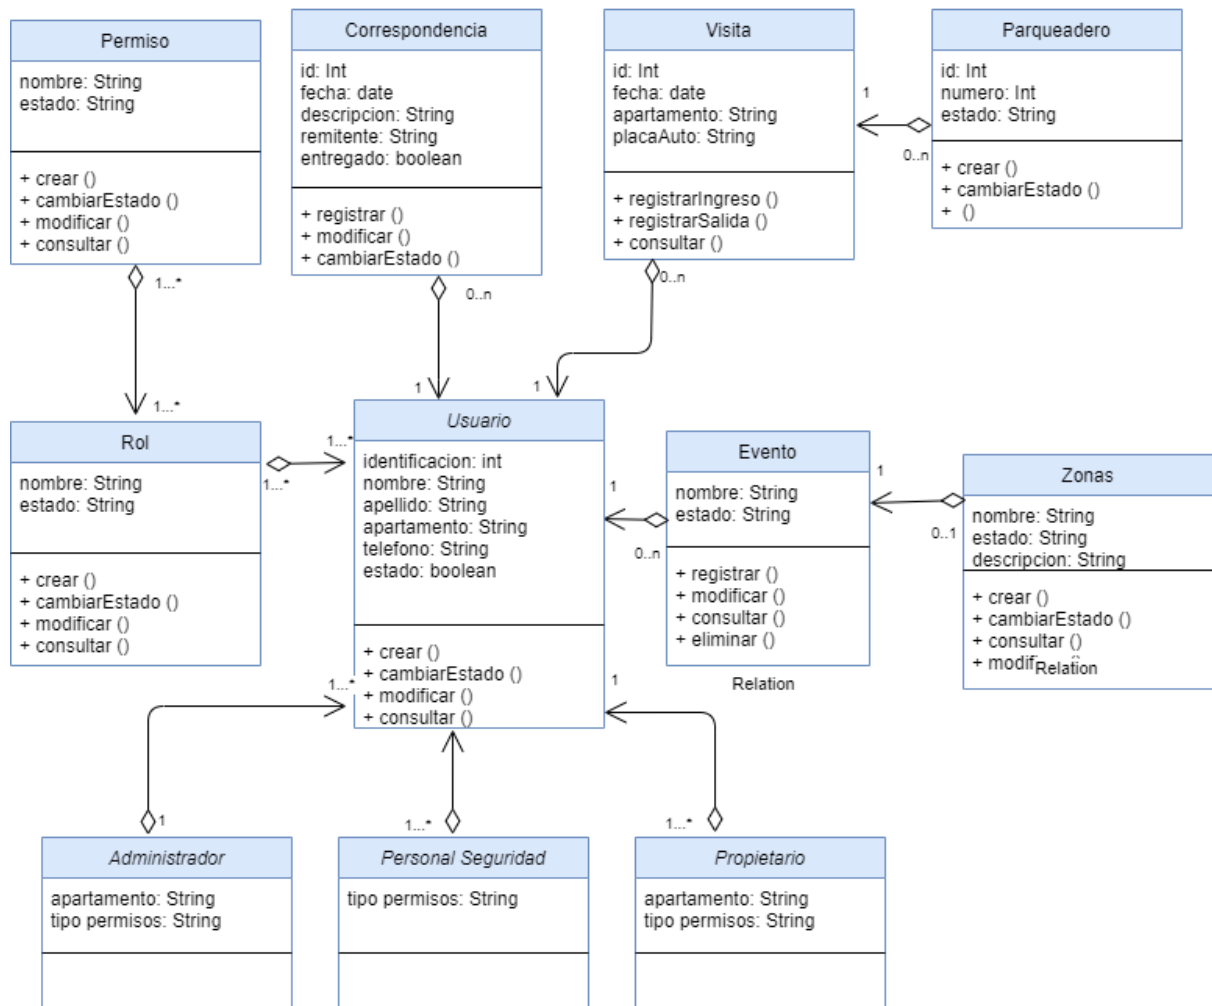 Permiso
nombre: String
estado: String
+ crear ()
+ cambiarEstado ()
+ modificar ()
+ consultar ()
1...*
1...*
Correspondencia
id: Int
fecha: date
descripcion: String
remitente: String
entregado: boolean
+ registrar ()
+ modificar ()
+ cambiarEstado ()
0..n
1
Visita
id: Int
fecha: date
apartamento: String
placaAuto: String
+ registrarIngreso ()
+ registrarSalida ()
+ consultar ()
0..n
1
1
0..n
Parqueadero
id: Int
numero: Int
estado: String
+ crear ()
+ cambiarEstado ()
+ ()
Rol
nombre: String
estado: String
+ crear ()
+ cambiarEstado ()
+ modificar ()
+ consultar ()
1...*
1...*
Usuario
identificacion: int
nombre: String
apellido: String
apartamento: String
telefono: String
estado: boolean
+ crear ()
+ cambiarEstado ()
+ modificar ()
+ consultar ()
1
0..n
Evento
nombre: String
estado: String
+ registrar ()
+ modificar ()
+ consultar ()
+ eliminar ()
Relation
1
0..1
Zonas
nombre: String
estado: String
descripcion: String
+ crear ()
+ cambiarEstado ()
+ consultar ()
+ modif
Relation
1...*
1
1
1...*
1...*
Administrador
apartamento: String
tipo permisos: String
Personal Seguridad
tipo permisos: String
Propietario
apartamento: String
tipo permisos: String